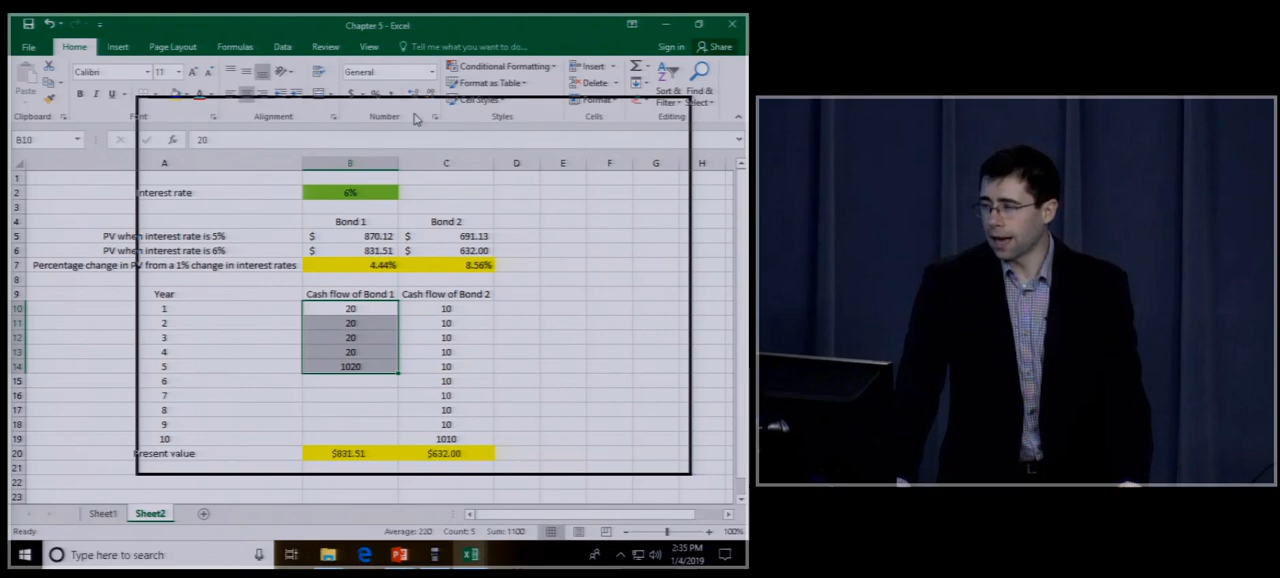 Chapter 5 - Excel
File Home Insert Page Layout Formulas Data Review View Tell me what you want to do... Sign in Share
Calibri 11 General Conditional Formatting Insert
Paste B I U $ % Format as Table Delete Sort & Find &
Cell Styles Format Filter Select
Clipboard Font Alignment Number Styles Cells Editing
B10 fx 20
A B C D E F G H
1
2 Interest rate 6%
3
4 Bond 1 Bond 2
5 PV when interest rate is 5% $ 870.12 $ 691.13
6 PV when interest rate is 6% $ 831.51 $ 632.00
7 Percentage change in PV from a 1% change in interest rates 4.44% 8.56%
8
9 Year Cash flow of Bond 1 Cash flow of Bond 2
10 1 20 10
11 2 20 10
12 3 20 10
13 4 20 10
14 5 1020 10
15 6 10
16 7 10
17 8 10
18 9 10
19 10 1010
20 Present value $831.51 $632.00
21
22
23
Sheet1 Sheet2
Ready Average: 220 Count: 5 Sum: 1100 100%
Type here to search 2:35 PM
1/4/2019